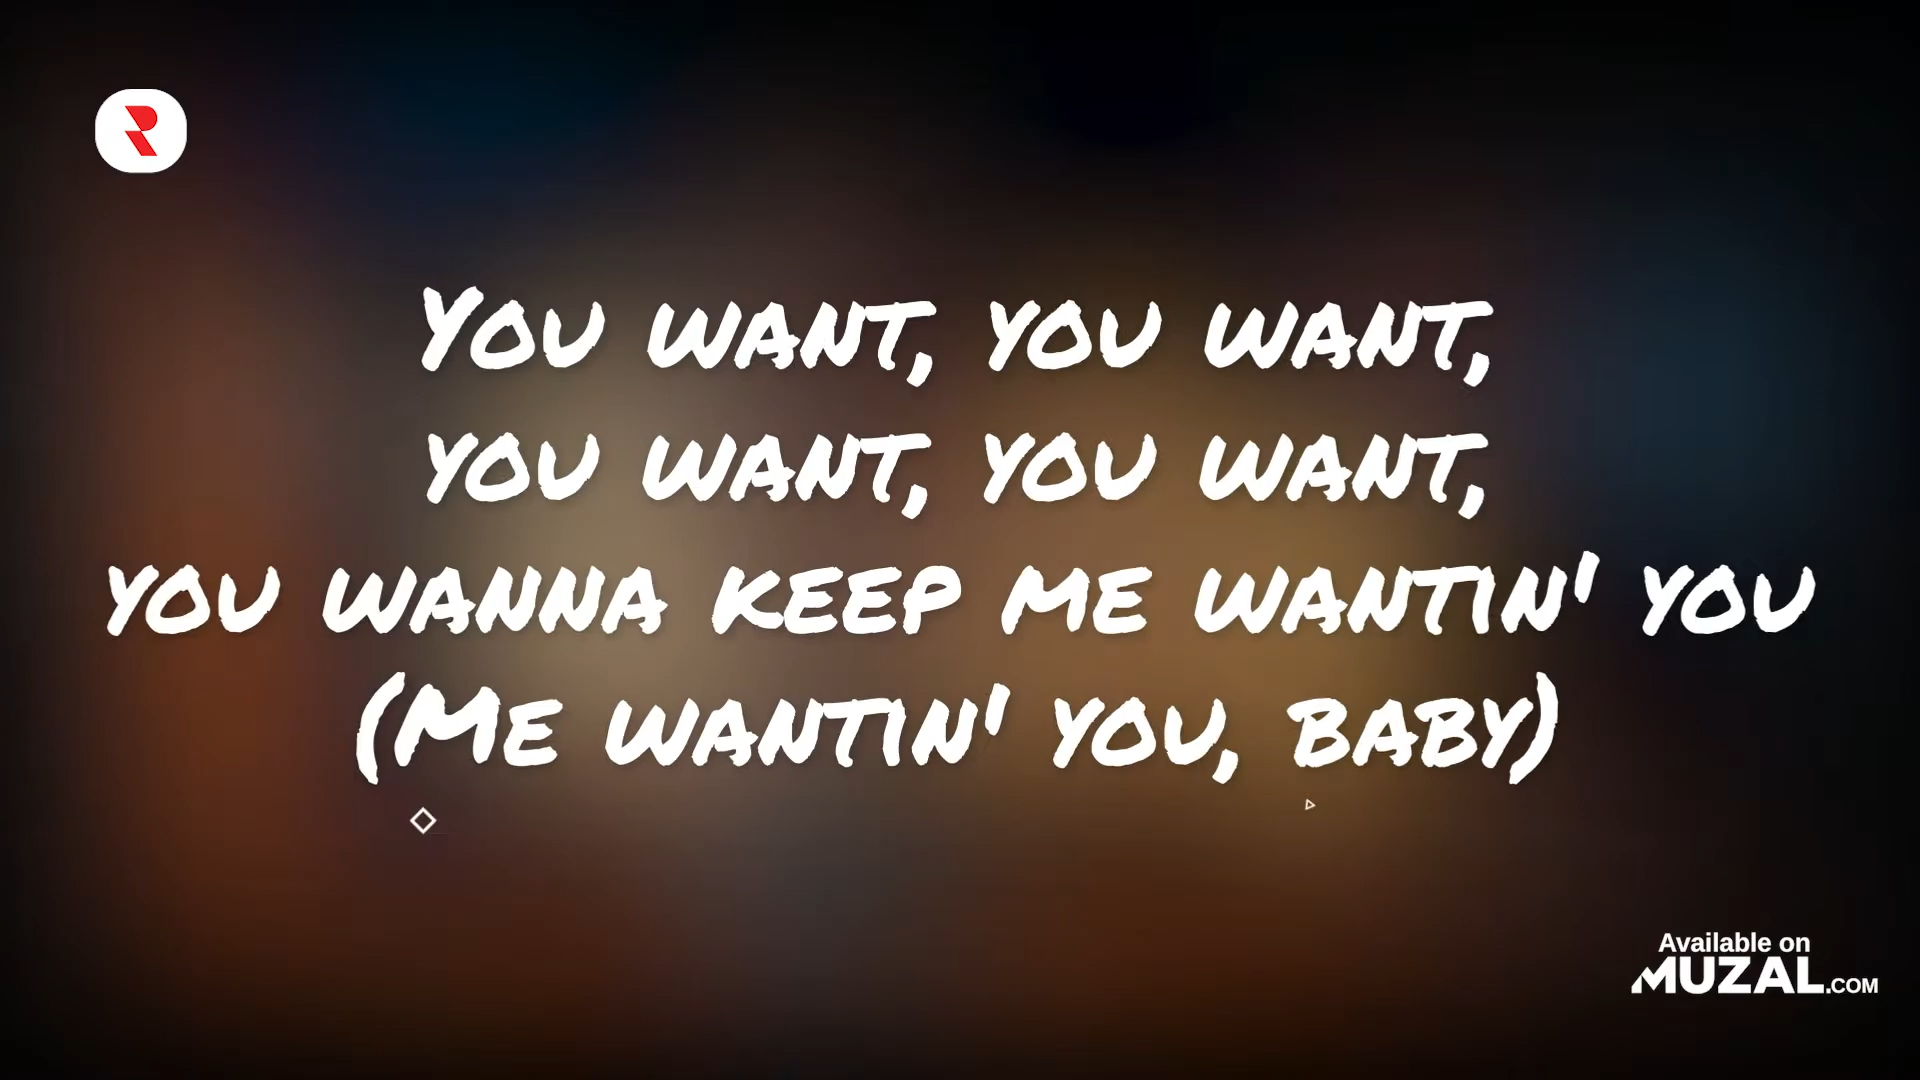 R
You want, you want,
you want, you want,
you wanna keep me wantin' you
(Me wantin' you, baby)
Available on
MUZAL.COM